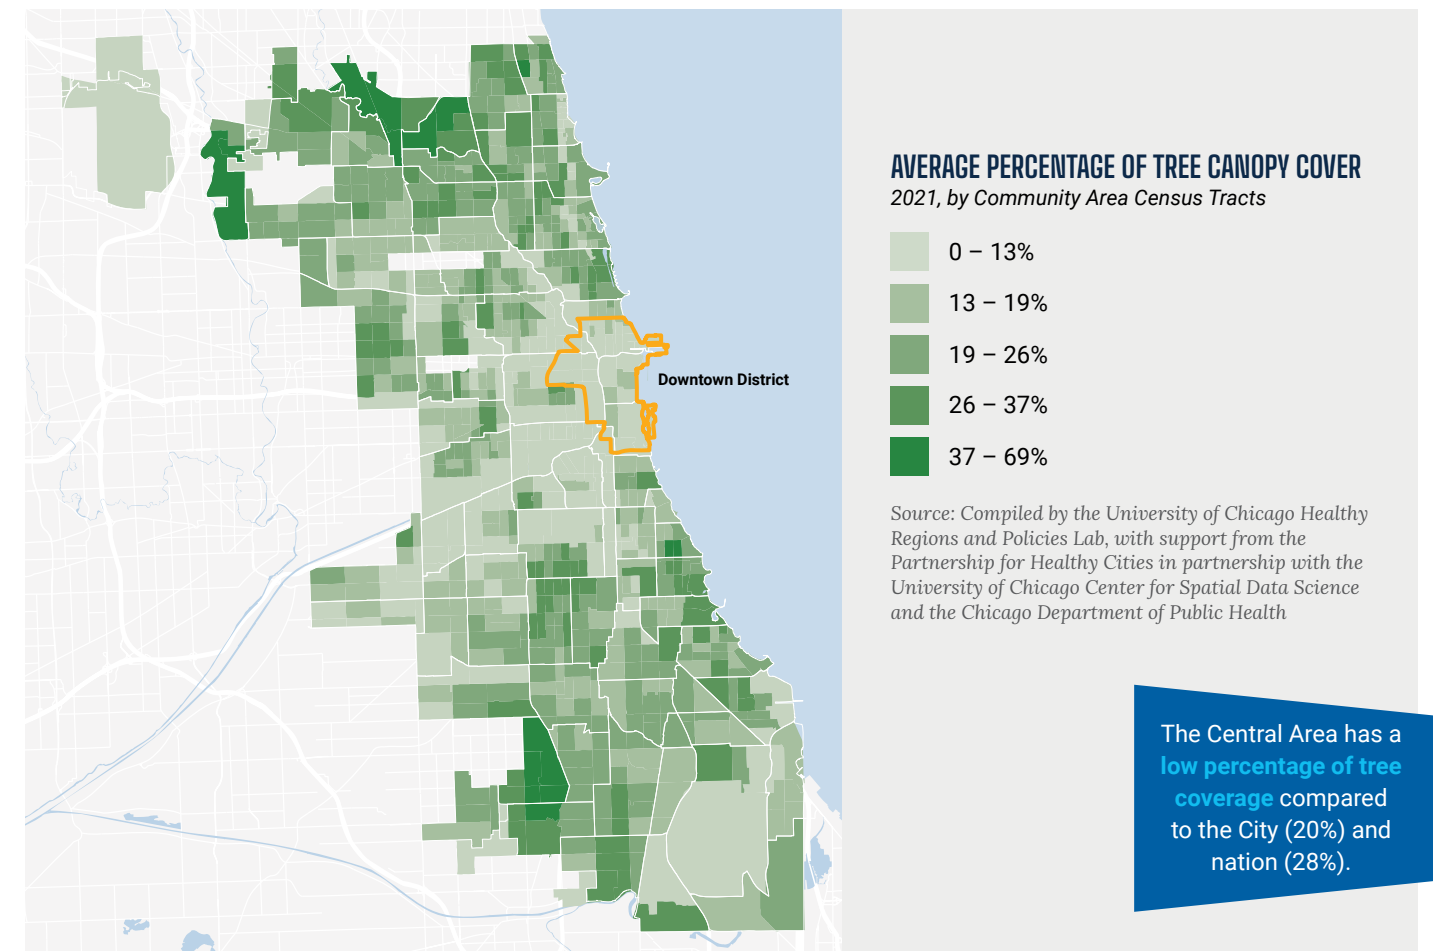 Downtown District
AVERAGE PERCENTAGE OF TREE CANOPY COVER
2021, by Community Area Census Tracts
0 – 13%
13 – 19%
19 – 26%
26 – 37%
37 – 69%
Source: Compiled by the University of Chicago Healthy
Regions and Policies Lab, with support from the
Partnership for Healthy Cities in partnership with the
University of Chicago Center for Spatial Data Science
and the Chicago Department of Public Health
The Central Area has a
low percentage of tree
coverage compared
to the City (20%) and
nation (28%).